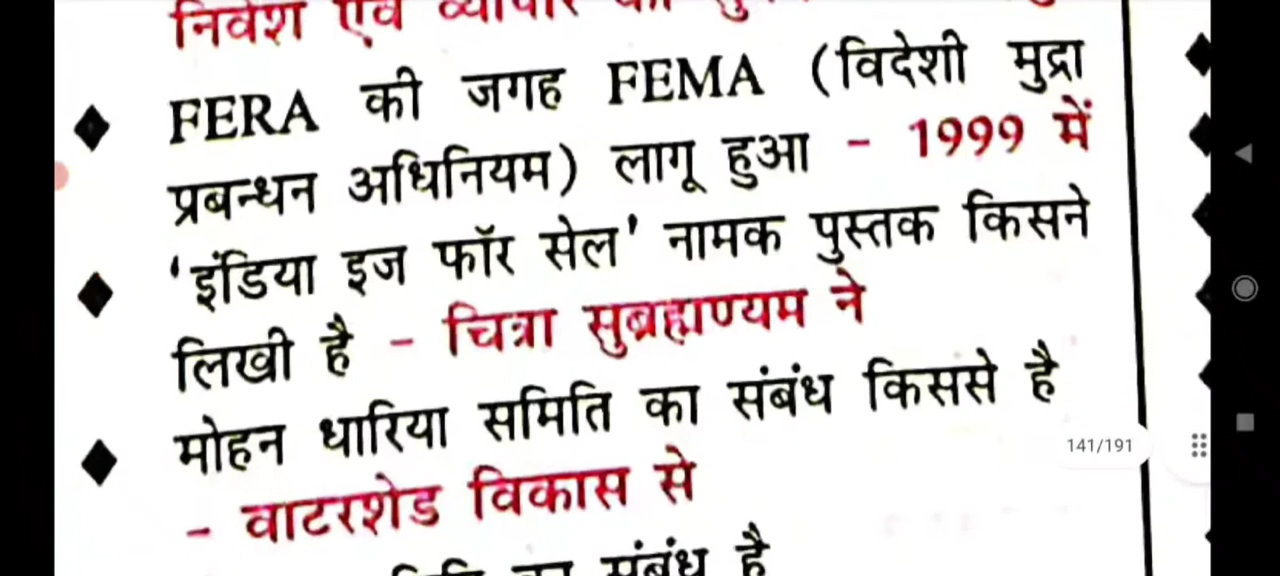 निवेश एवं व्यापार
FERA की जगह FEMA (विदेशी मुद्रा
प्रबन्धन अधिनियम) लागू हुआ - 1999 में
'इंडिया इज फॉर सेल' नामक पुस्तक किसने
लिखी है - चित्रा सुब्रह्मण्यम ने
मोहन धारिया समिति का संबंध किससे है
- वाटरशेड विकास से
का संबंध है
141/191